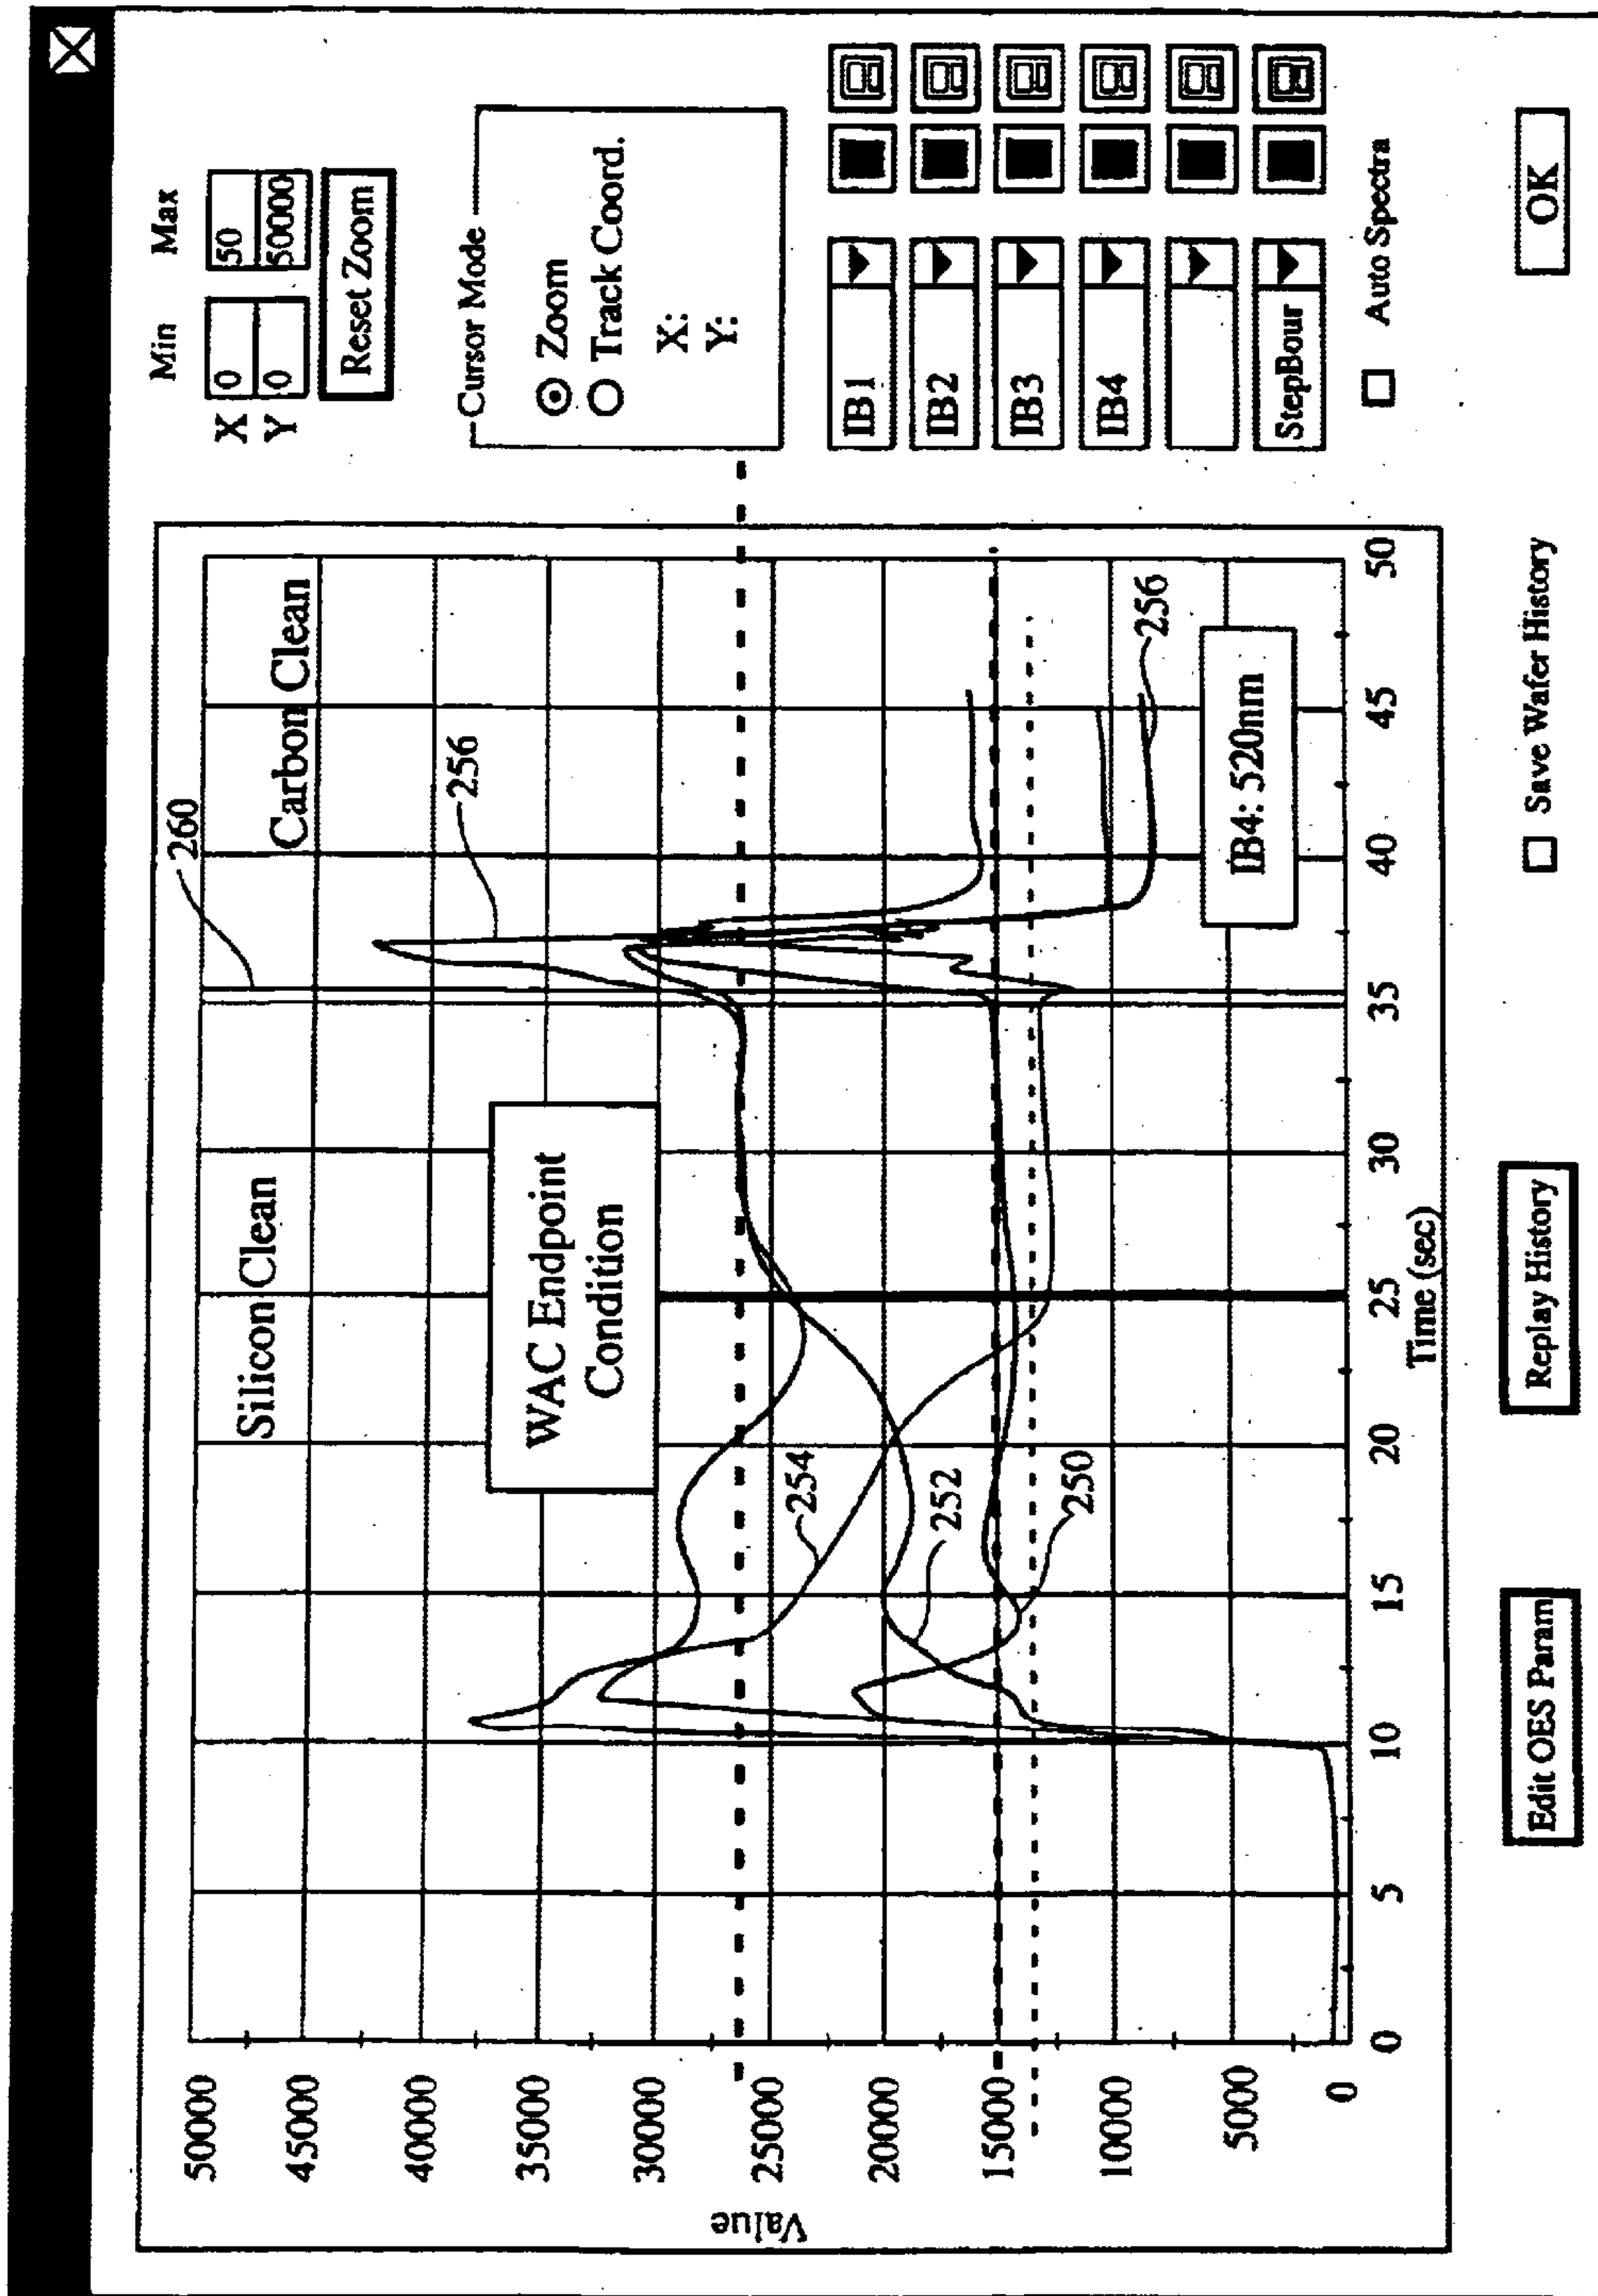 Value
50000
45000
40000
35000
30000
25000
20000
15000
10000
5000
0
0
5
10
15
20
25
30
35
40
45
50
Time (sec)
Silicon Clean
Carbon Clean
260
256
WAC Endpoint
Condition
254
252
250
256
IB4: 520nm
Min Max
X 0 50
Y 0 50000
Reset Zoom
Cursor Mode
Zoom
Track Coord.
X:
Y:
IB1
IB2
IB3
IB4
StepBour
Auto Spectra
Edit OES Param
Replay History
Save Wafer History
OK